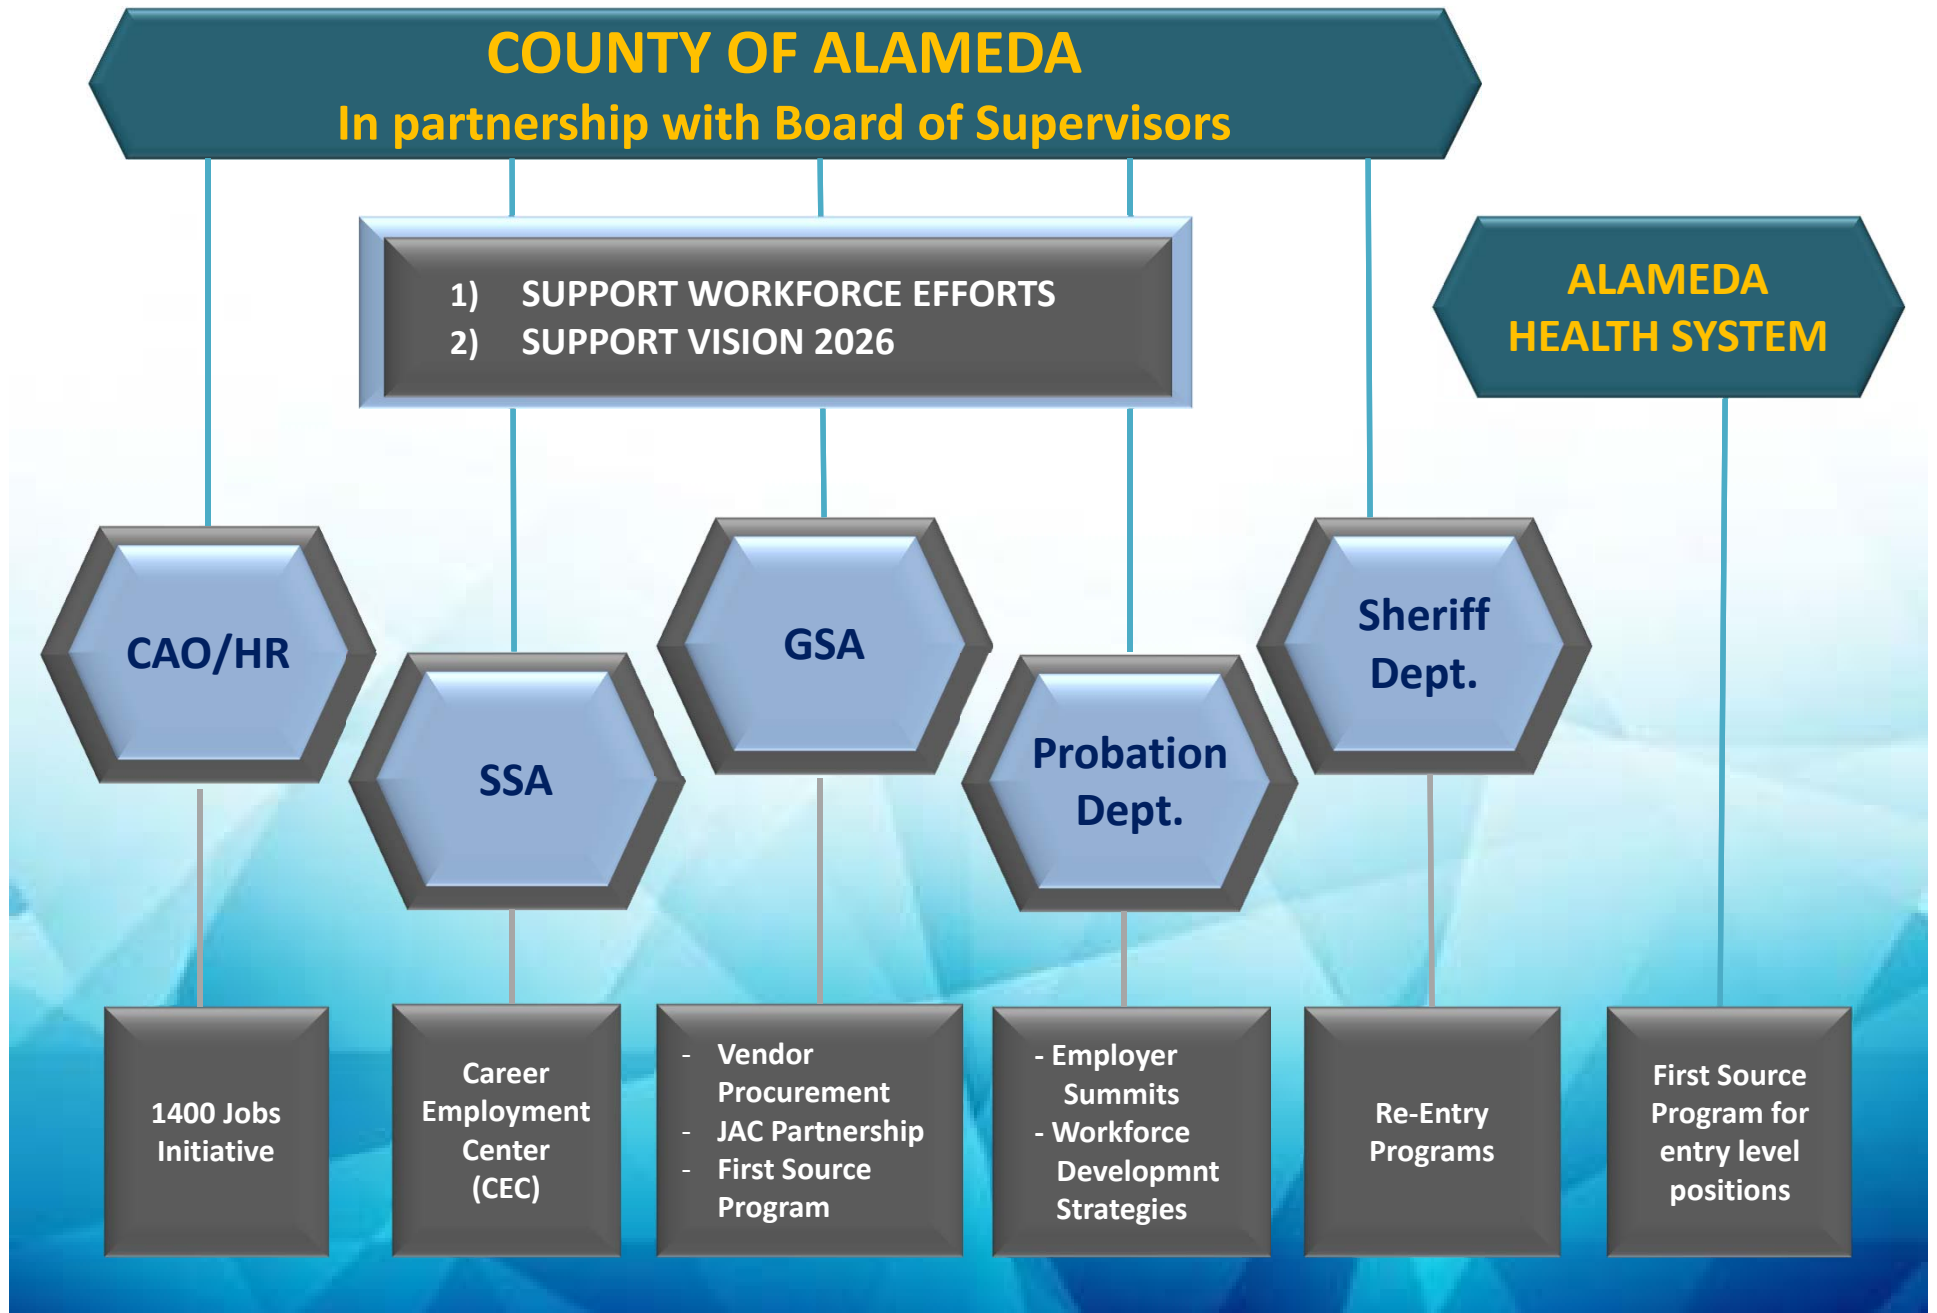 COUNTY OF ALAMEDA
In partnership with Board of Supervisors
1) SUPPORT WORKFORCE EFFORTS
2) SUPPORT VISION 2026
ALAMEDA
HEALTH SYSTEM
CAO/HR
SSA
GSA
Probation
Dept.
Sheriff
Dept.
1400 Jobs
Initiative
Career
Employment
Center
(CEC)
- Vendor
Procurement
- JAC Partnership
- First Source
Program
- Employer
Summits
- Workforce
Developmnt
Strategies
Re-Entry
Programs
First Source
Program for
entry level
positions